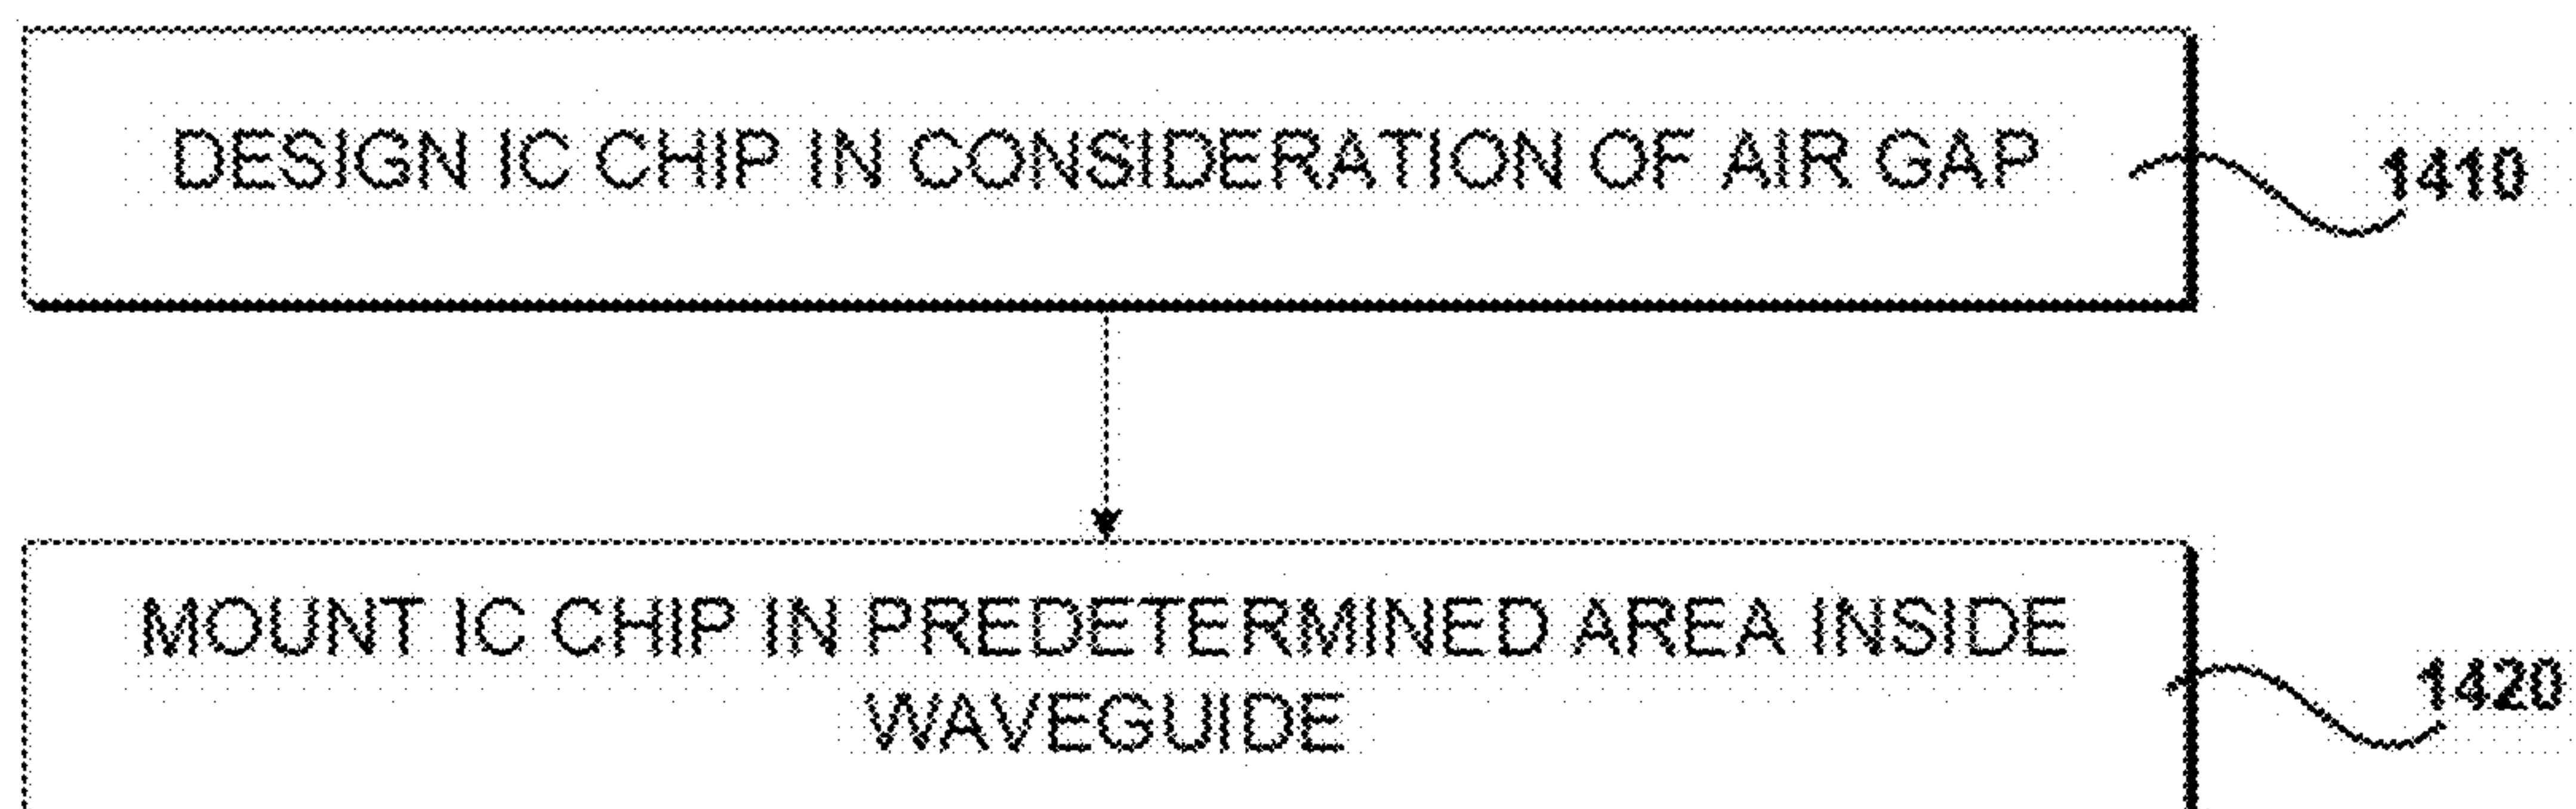 DESIGN IC CHIP IN CONSIDERATION OF AIR GAP
1410
MOUNT IC CHIP IN PREDETERMINED AREA INSIDE
WAVEGUIDE
1420